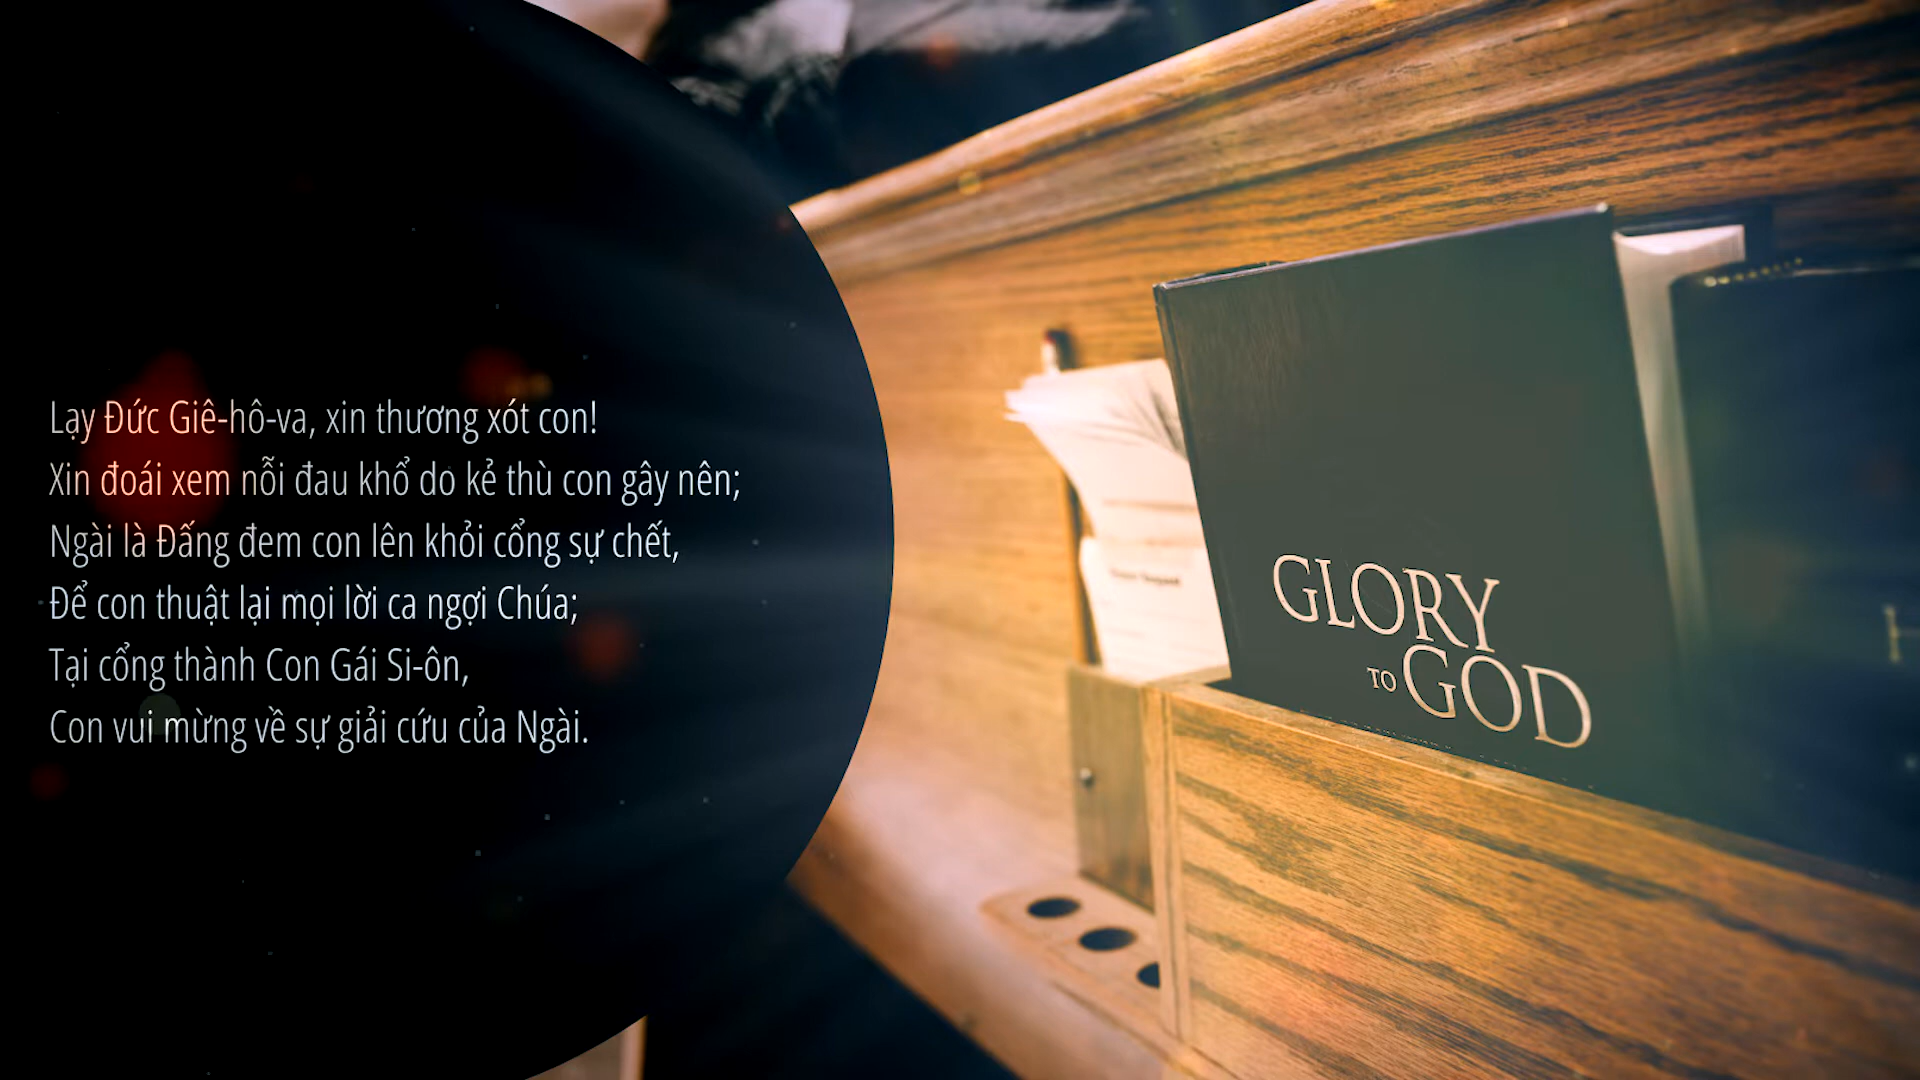 Lạy Đức Giê-hô-va, xin thương xót con!
Xin đoái xem nỗi đau khổ do kẻ thù con gây nên;
Ngài là Đấng đem con lên khỏi cổng sự chết,
Để con thuật lại mọi lời ca ngợi Chúa;
Tại cổng thành Con Gái Si-ôn,
Con vui mừng về sự giải cứu của Ngài.
GLORY
TO GOD